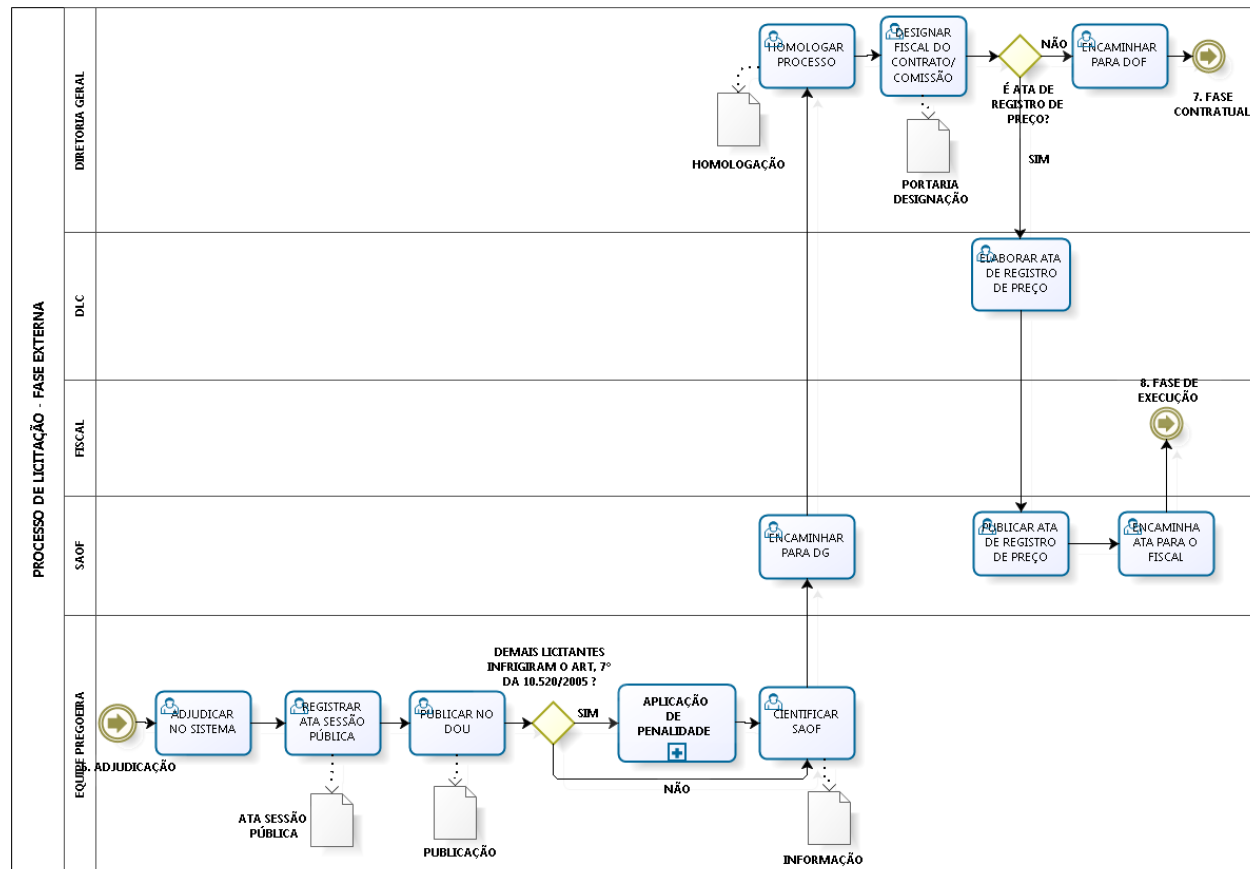 PROCESSO DE LICITAÇÃO - FASE EXTERNA
DIRETORIA GERAL
HOMOLOGAR
PROCESSO
HOMOLOGAÇÃO
DESIGNAR
FISCAL DO
CONTRATO/
COMISSÃO
PORTARIA
DESIGNAÇÃO
É ATA DE
REGISTRO DE
PREÇO?
NÃO
SIM
ENCAMINHAR
PARA DOF
7. FASE
CONTRATUAL
DLC
ELABORAR ATA
DE REGISTRO
DE PREÇO
FISCAL
8. FASE DE
EXECUÇÃO
SAOF
ENCAMINHAR
PARA DG
PUBLICAR ATA
DE REGISTRO
DE PREÇO
ENCAMINHA
ATA PARA O
FISCAL
EQUIPE PREGOEIRA
6. ADJUDICAÇÃO
ADJUDICAR
NO SISTEMA
REGISTRAR
ATA SESSÃO
PÚBLICA
ATA SESSÃO
PÚBLICA
PUBLICAR NO
DOU
PUBLICAÇÃO
DEMAIS LICITANTES
INFRIGIRAM O ART, 7º
DA 10.520/2005 ?
SIM
NÃO
APLICAÇÃO
DE
PENALIDADE
CIENTIFICAR
SAOF
INFORMAÇÃO